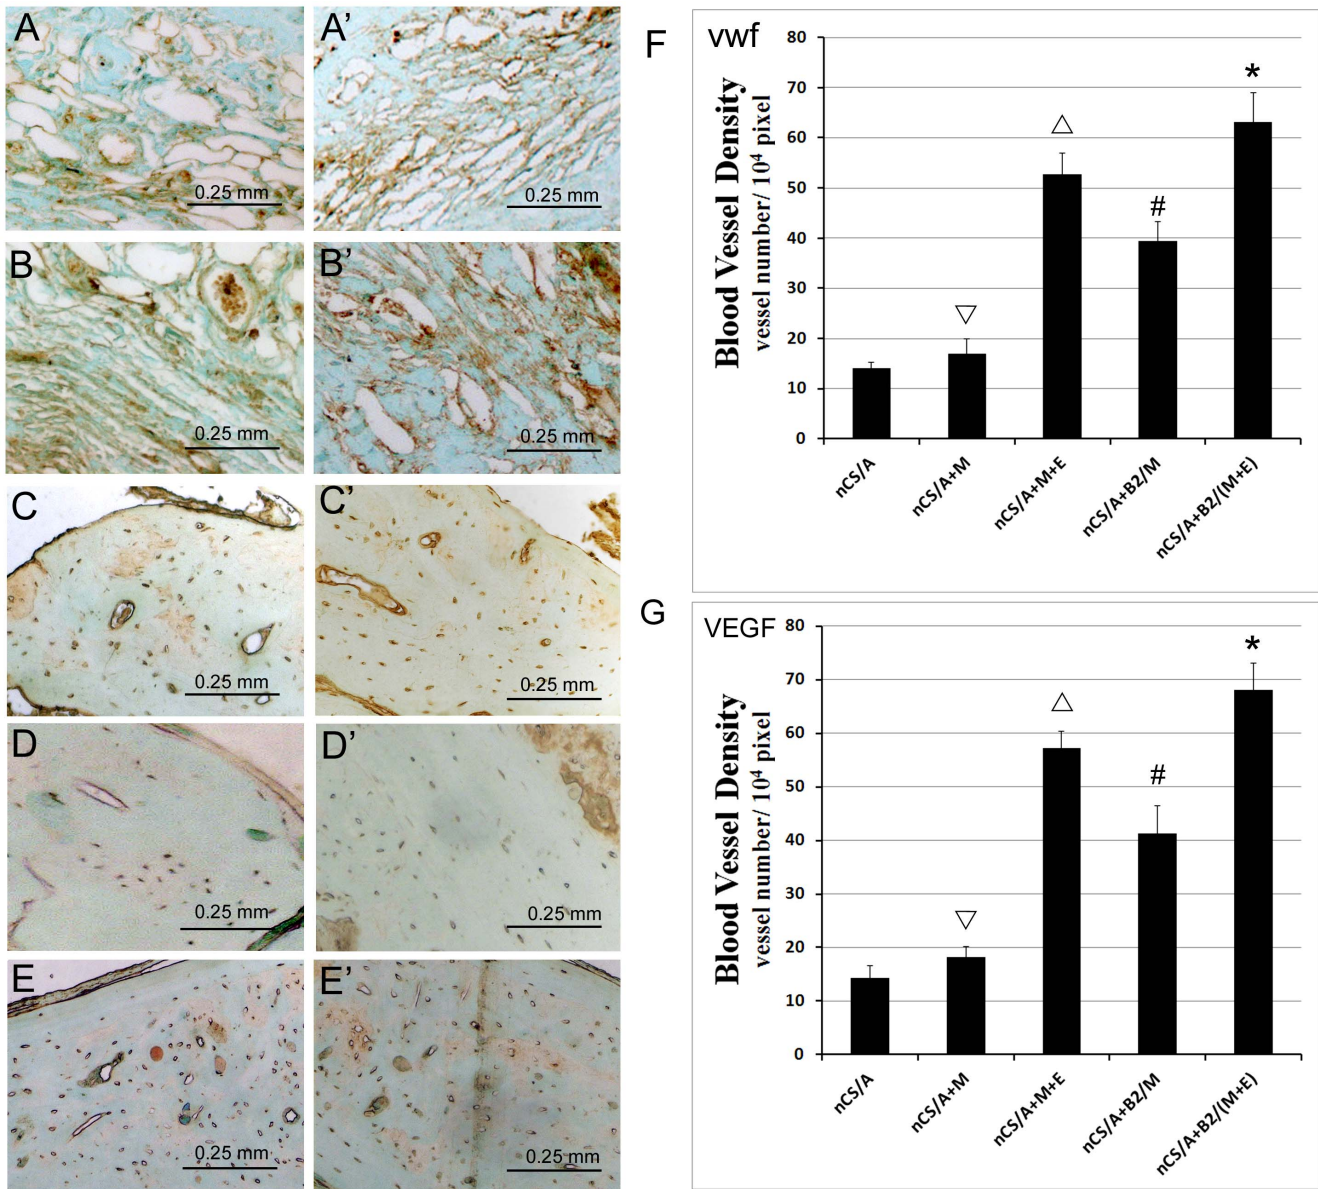 A
0.25 mm
A'
0.25 mm
B
0.25 mm
B'
0.25 mm
C
0.25 mm
C'
0.25 mm
D
0.25 mm
D'
0.25 mm
E
0.25 mm
E'
0.25 mm
F
vwf
Blood Vessel Density
vessel number/ 10⁴ pixel
80
70
60
50
40
30
20
10
0
*
△
#
▽
nCS/A
nCS/A+M
nCS/A+M+E
nCS/A+B2/M
nCS/A+B2/(M+E)
G
VEGF
Blood Vessel Density
vessel number/ 10⁴ pixel
80
70
60
50
40
30
20
10
0
*
△
#
▽
nCS/A
nCS/A+M
nCS/A+M+E
nCS/A+B2/M
nCS/A+B2/(M+E)